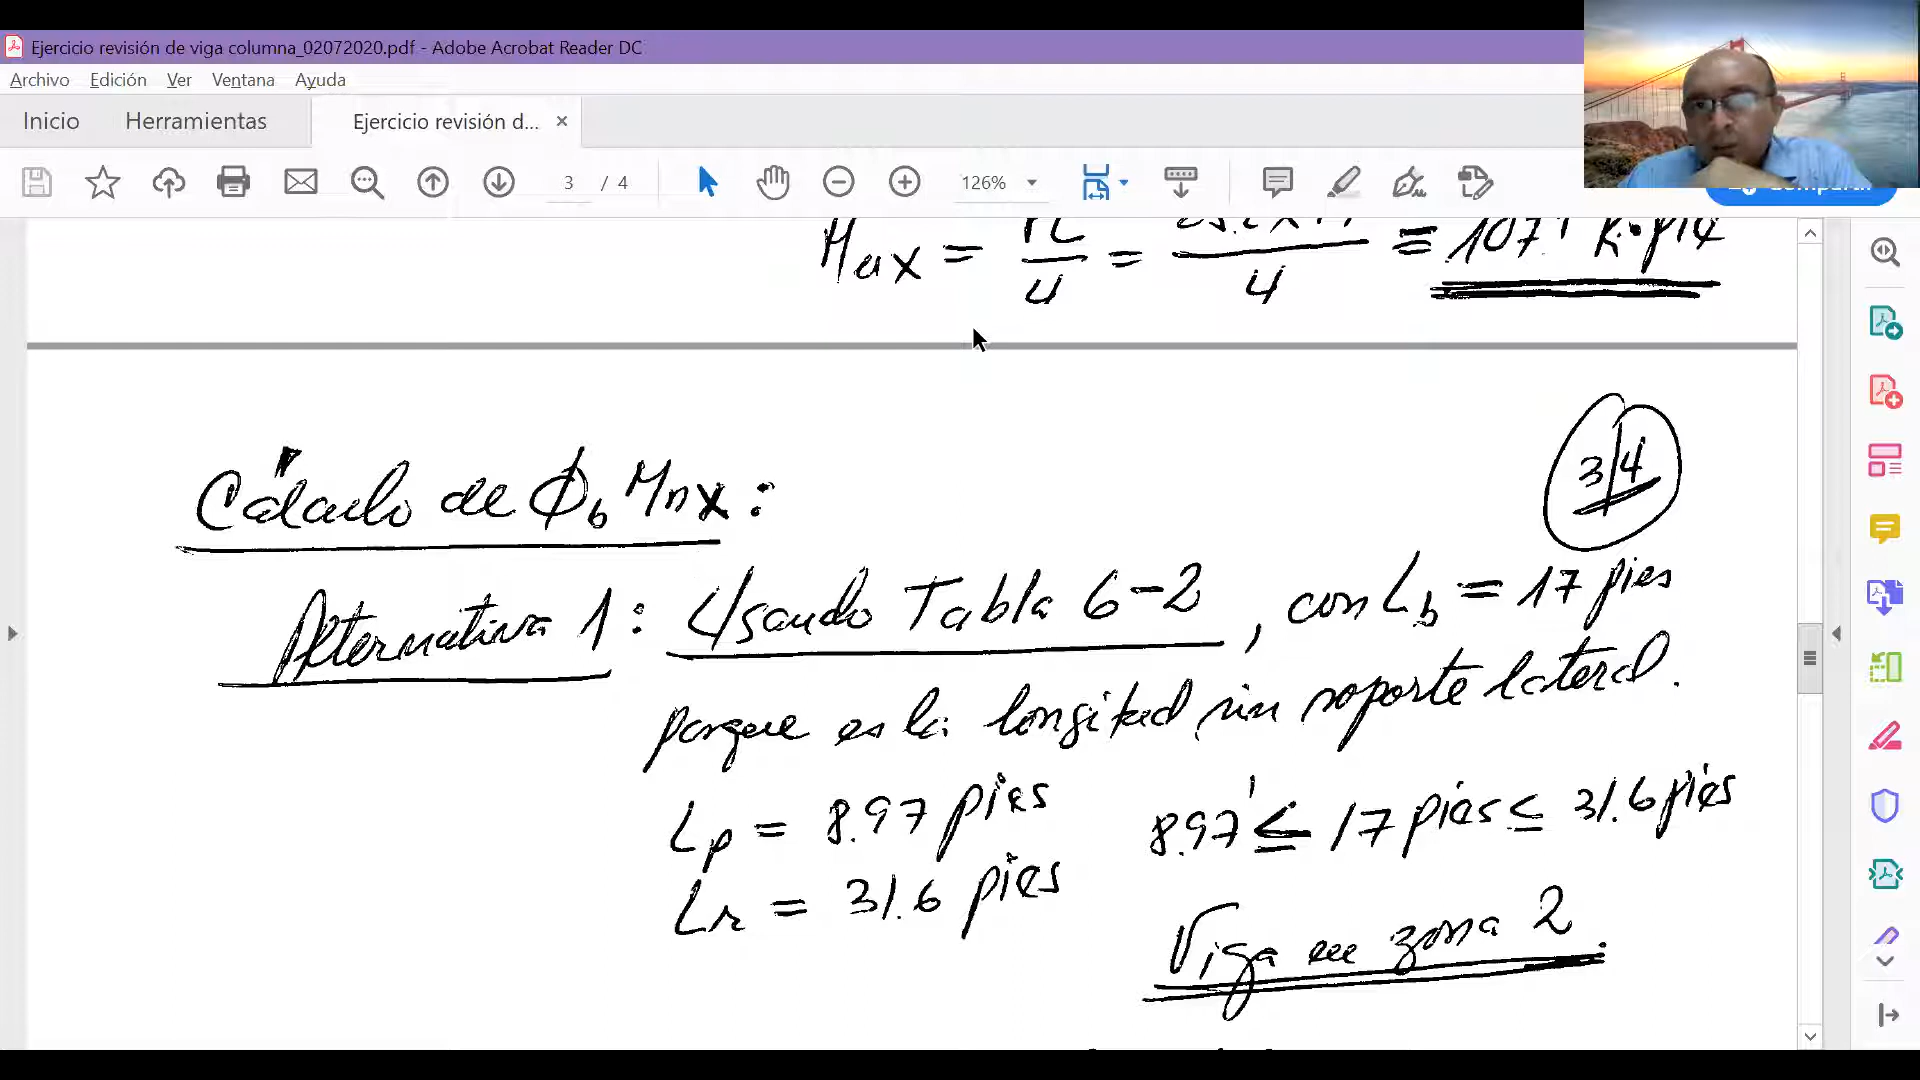 Ejercicio revisión de viga columna_02072020.pdf - Adobe Acrobat Reader DC
Archivo Edición Ver Ventana Ayuda
Inicio Herramientas Ejercicio revisión d... ×
3 / 4 126%
Mux = PL/4 = /4 = 107.1 k·pie
3/4
Cálculo de ϕb Mnx:
Alternativa 1: Usando Tabla 6-2, con Lb = 17 pies
porque es la longitud sin soporte lateral.
Lp = 8.97 pies 8.97' ≤ 17 pies ≤ 31.6 pies
Lr = 31.6 pies
Viga en zona 2.